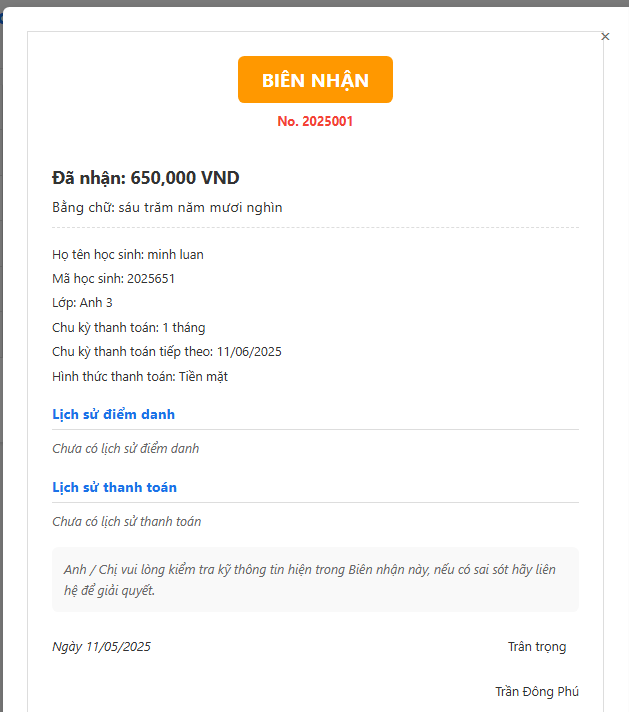 BIÊN NHẬN
No. 2025001
Đã nhận: 650,000 VND
Bằng chữ: sáu trăm năm mươi nghìn
Họ tên học sinh: minh luan
Mã học sinh: 2025651
Lớp: Anh 3
Chu kỳ thanh toán: 1 tháng
Chu kỳ thanh toán tiếp theo: 11/06/2025
Hình thức thanh toán: Tiền mặt
Lịch sử điểm danh
Chưa có lịch sử điểm danh
Lịch sử thanh toán
Chưa có lịch sử thanh toán
Anh / Chị vui lòng kiểm tra kỹ thông tin hiện trong Biên nhận này, nếu có sai sót hãy liên
hệ để giải quyết.
Ngày 11/05/2025
Trân trọng
Trần Đông Phú